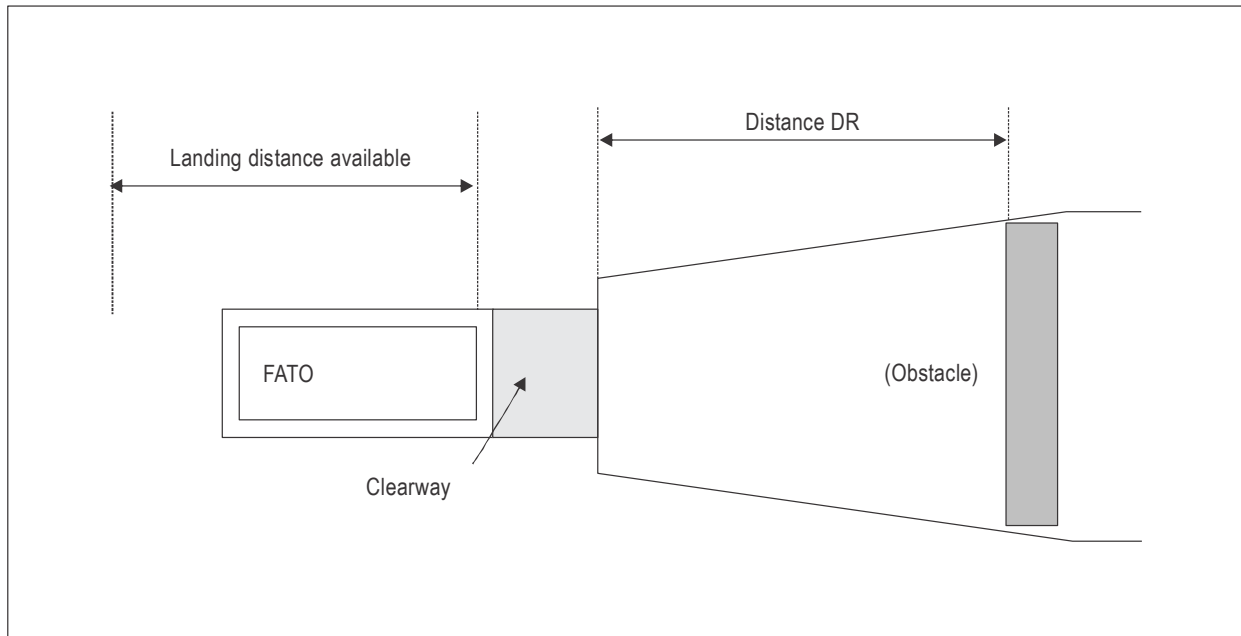 Distance DR
Landing distance available
FATO
(Obstacle)
Clearway